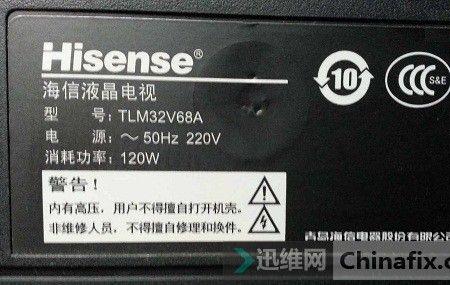 Hisense®
海信液晶电视
型 号: TLM32V68A
电 源: ～50Hz 220V
消耗功率: 120W
10
CCC S&E
警告!
内有高压，用户不得擅自打开机壳。
非维修人员，不得擅自修理和换件。
青岛海信电器股份有限公司
迅维网
Chinafix.c